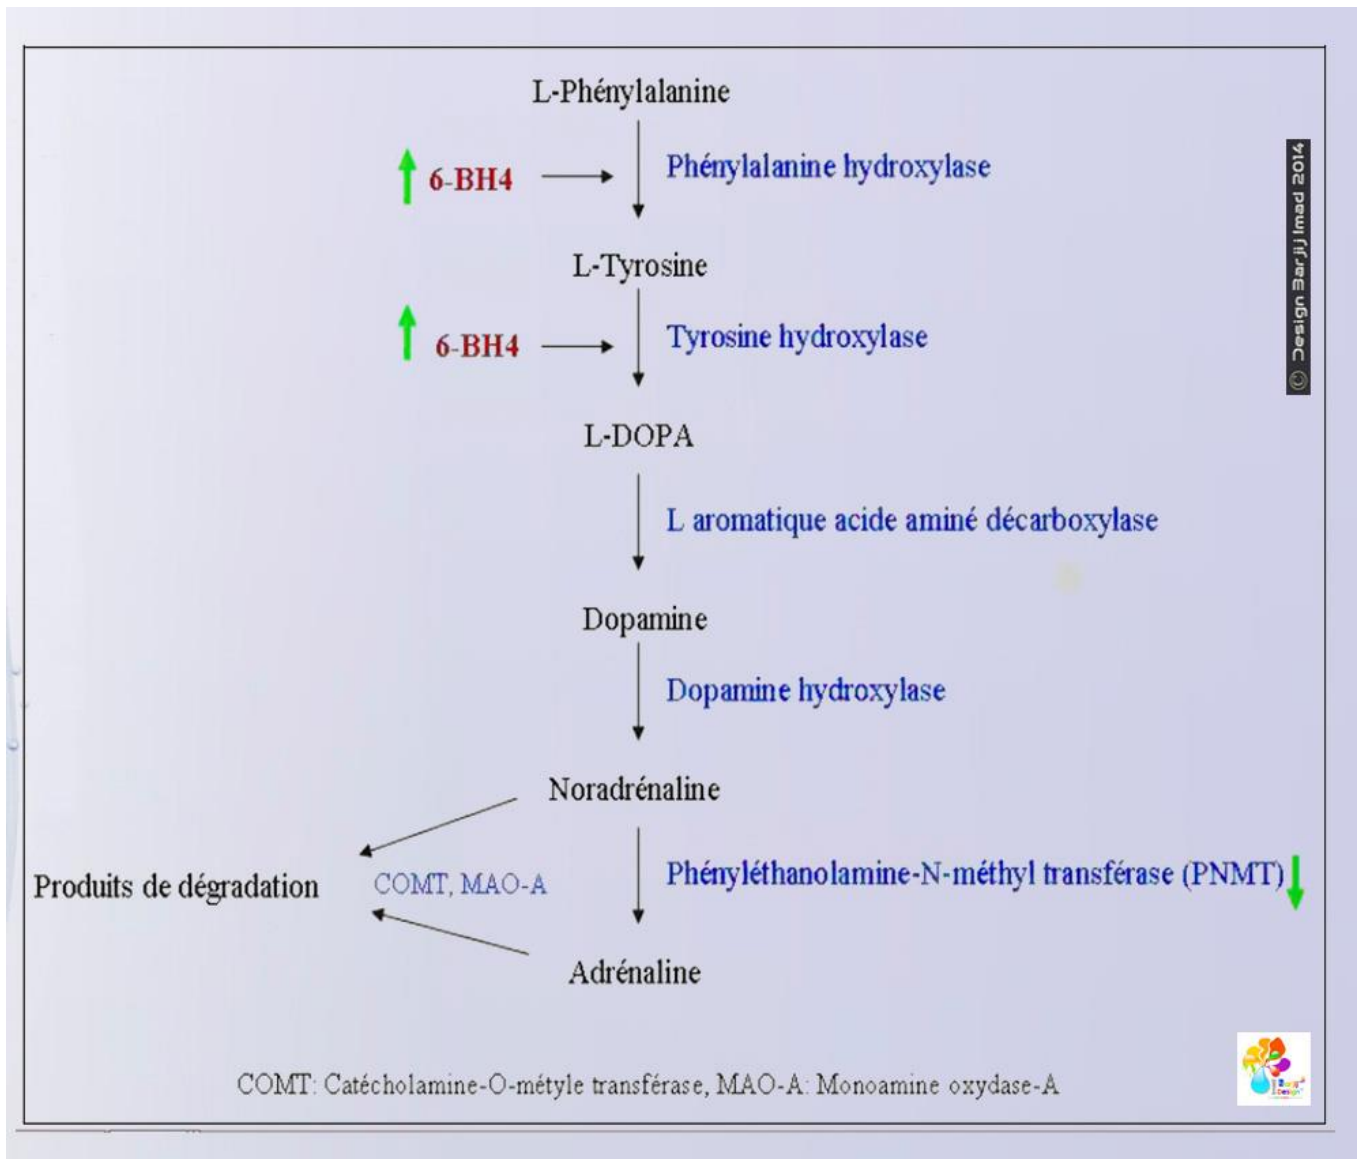 L-Phénylalanine
Phénylalanine hydroxylase
6-BH4
L-Tyrosine
Tyrosine hydroxylase
6-BH4
L-DOPA
L aromatique acide aminé décarboxylase
Dopamine
Dopamine hydroxylase
Noradrénaline
Phényléthanolamine-N-méthyl transférase (PNMT)
Produits de dégradation
COMT, MAO-A
Adrénaline
COMT: Catécholamine-O-métyle transférase, MAO-A: Monoamine oxydase-A
© Design Barifi Imad 2014